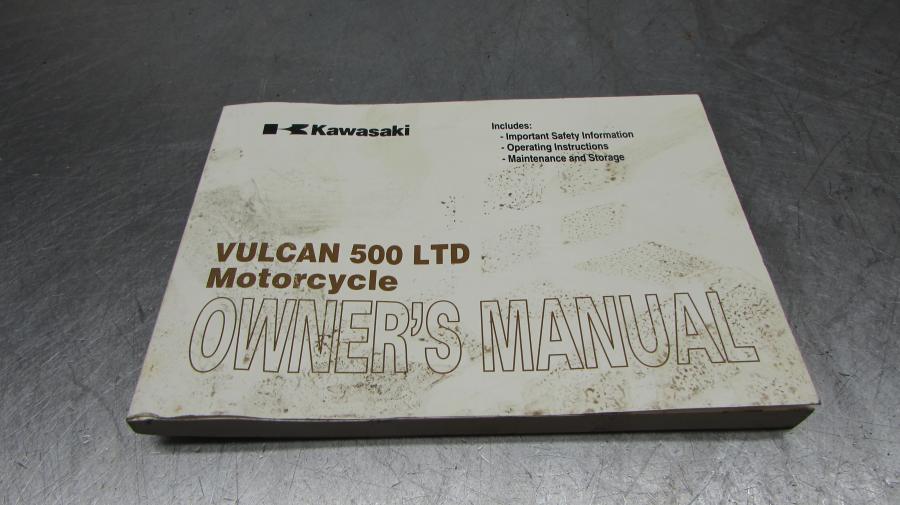 Kawasaki
Includes:
- Important Safety Information
- Operating Instructions
- Maintenance and Storage
VULCAN 500 LTD
Motorcycle
OWNER'S MANUAL